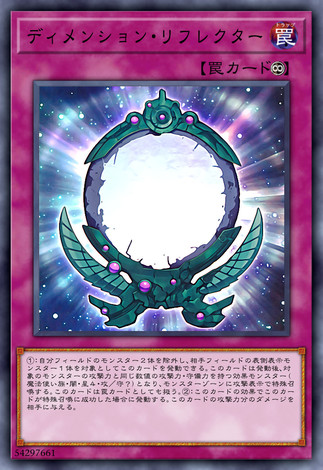 ディメンション・リフレクター
罠
トラップ
【罠カード】
①:自分フィールドのモンスター2体を除外し、相手フィールドの表側表示モ
ンスター1体を対象としてこのカードを発動できる。このカードは発動後、対
象のモンスターの攻撃力と同じ数値の攻撃力・守備力を持つ効果モンスター
(魔法使い族・闇・星4・攻/守?)となり、モンスターゾーンに攻撃表示で特殊召
喚する。このカードは罠カードとしても扱う。②:このカードの効果でこのカー
ドが特殊召喚に成功した場合に発動する。このカードの攻撃力分のダメージを
相手に与える。
54297661